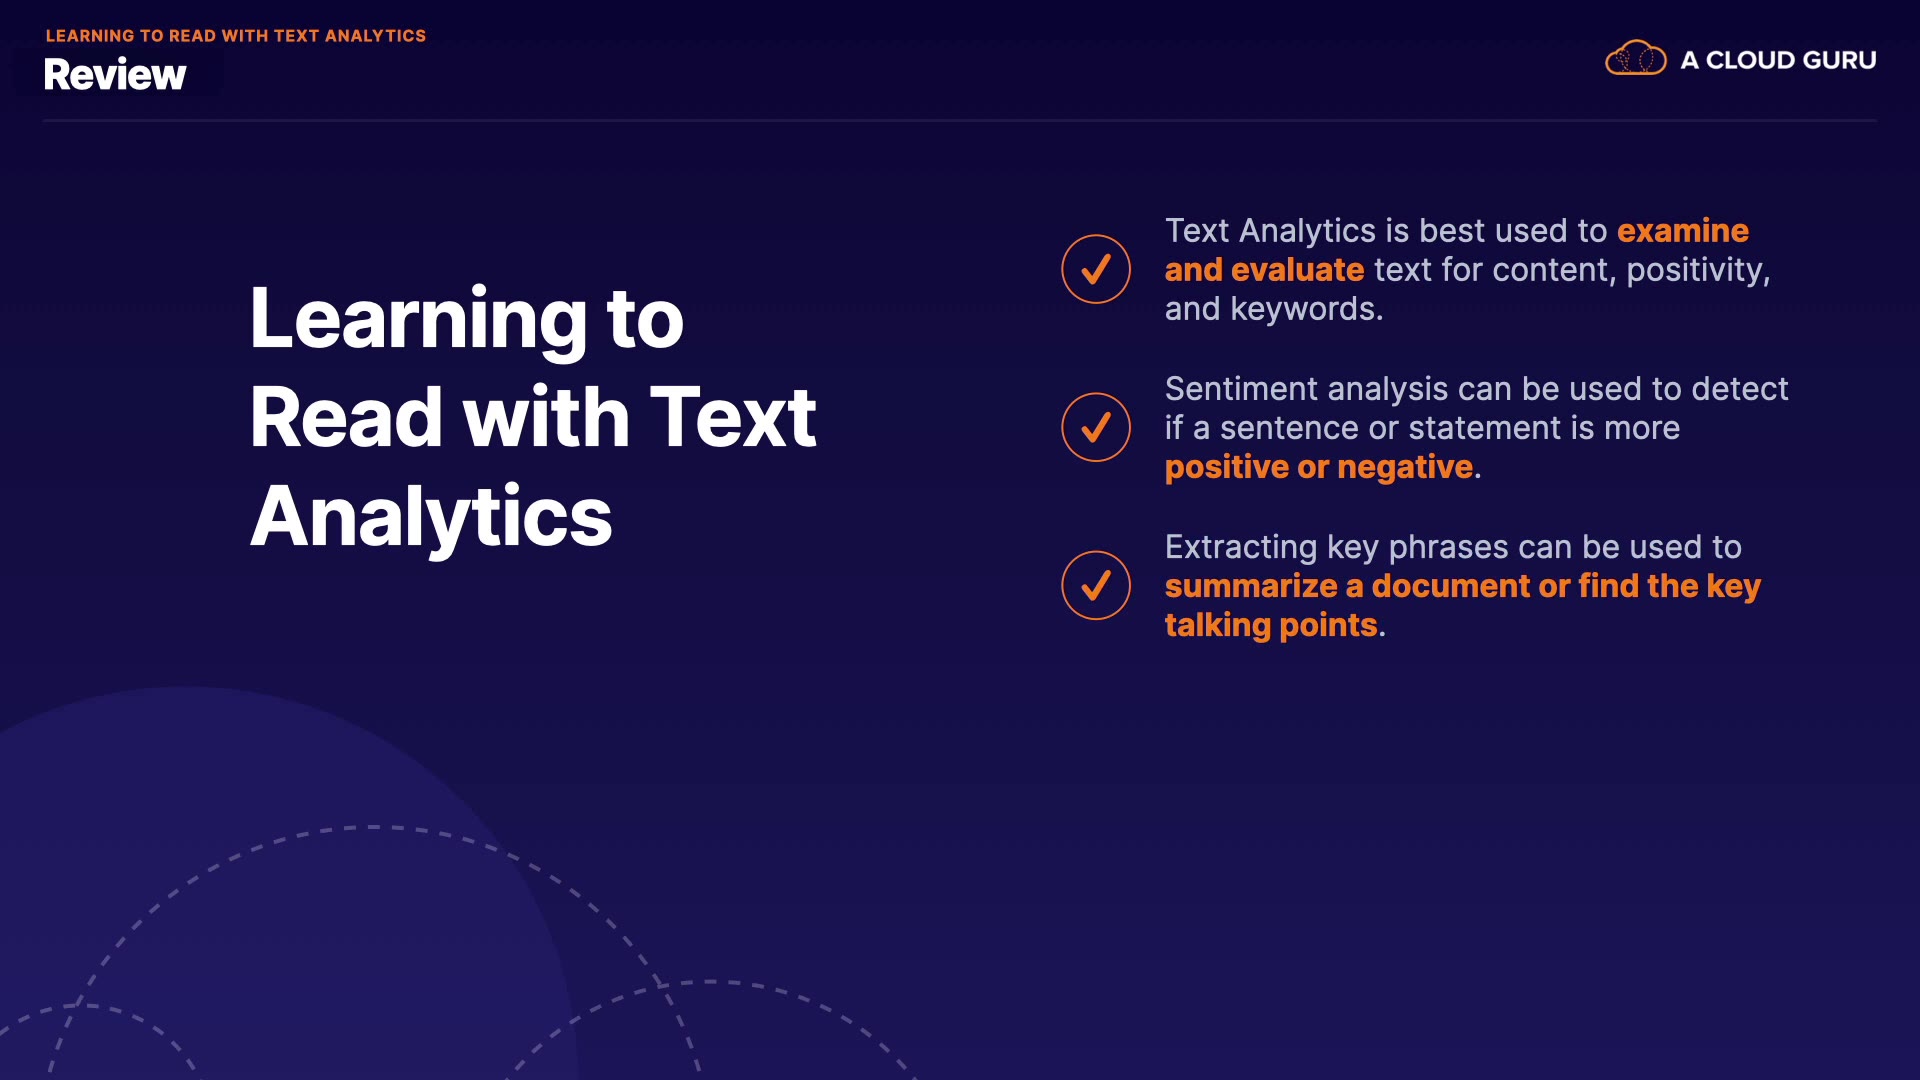 LEARNING TO READ WITH TEXT ANALYTICS
Review
A CLOUD GURU
Learning to
Read with Text
Analytics
Text Analytics is best used to examine
and evaluate text for content, positivity,
and keywords.
Sentiment analysis can be used to detect
if a sentence or statement is more
positive or negative.
Extracting key phrases can be used to
summarize a document or find the key
talking points.